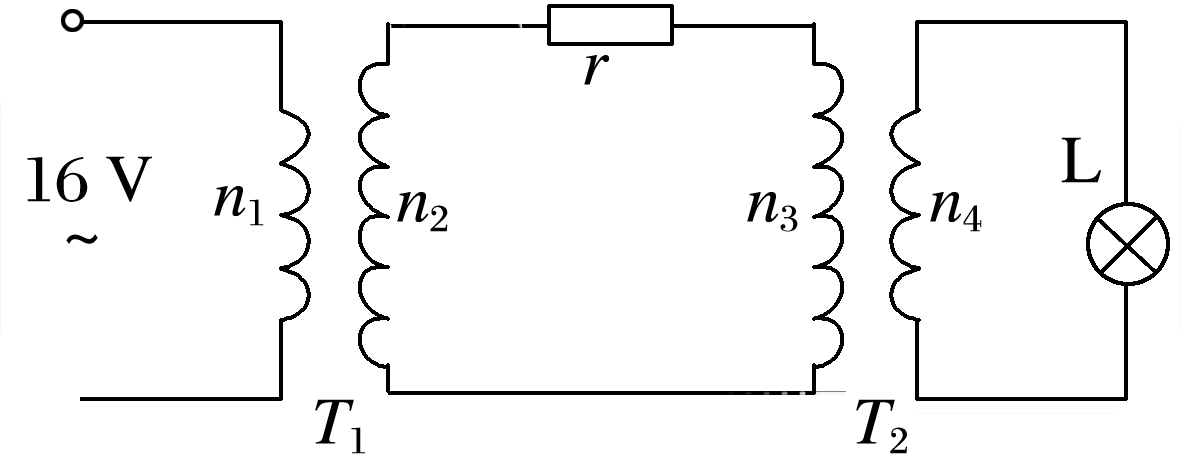 r
L
16 V
~
n₁
n₂
n₃
n₄
T₁
T₂